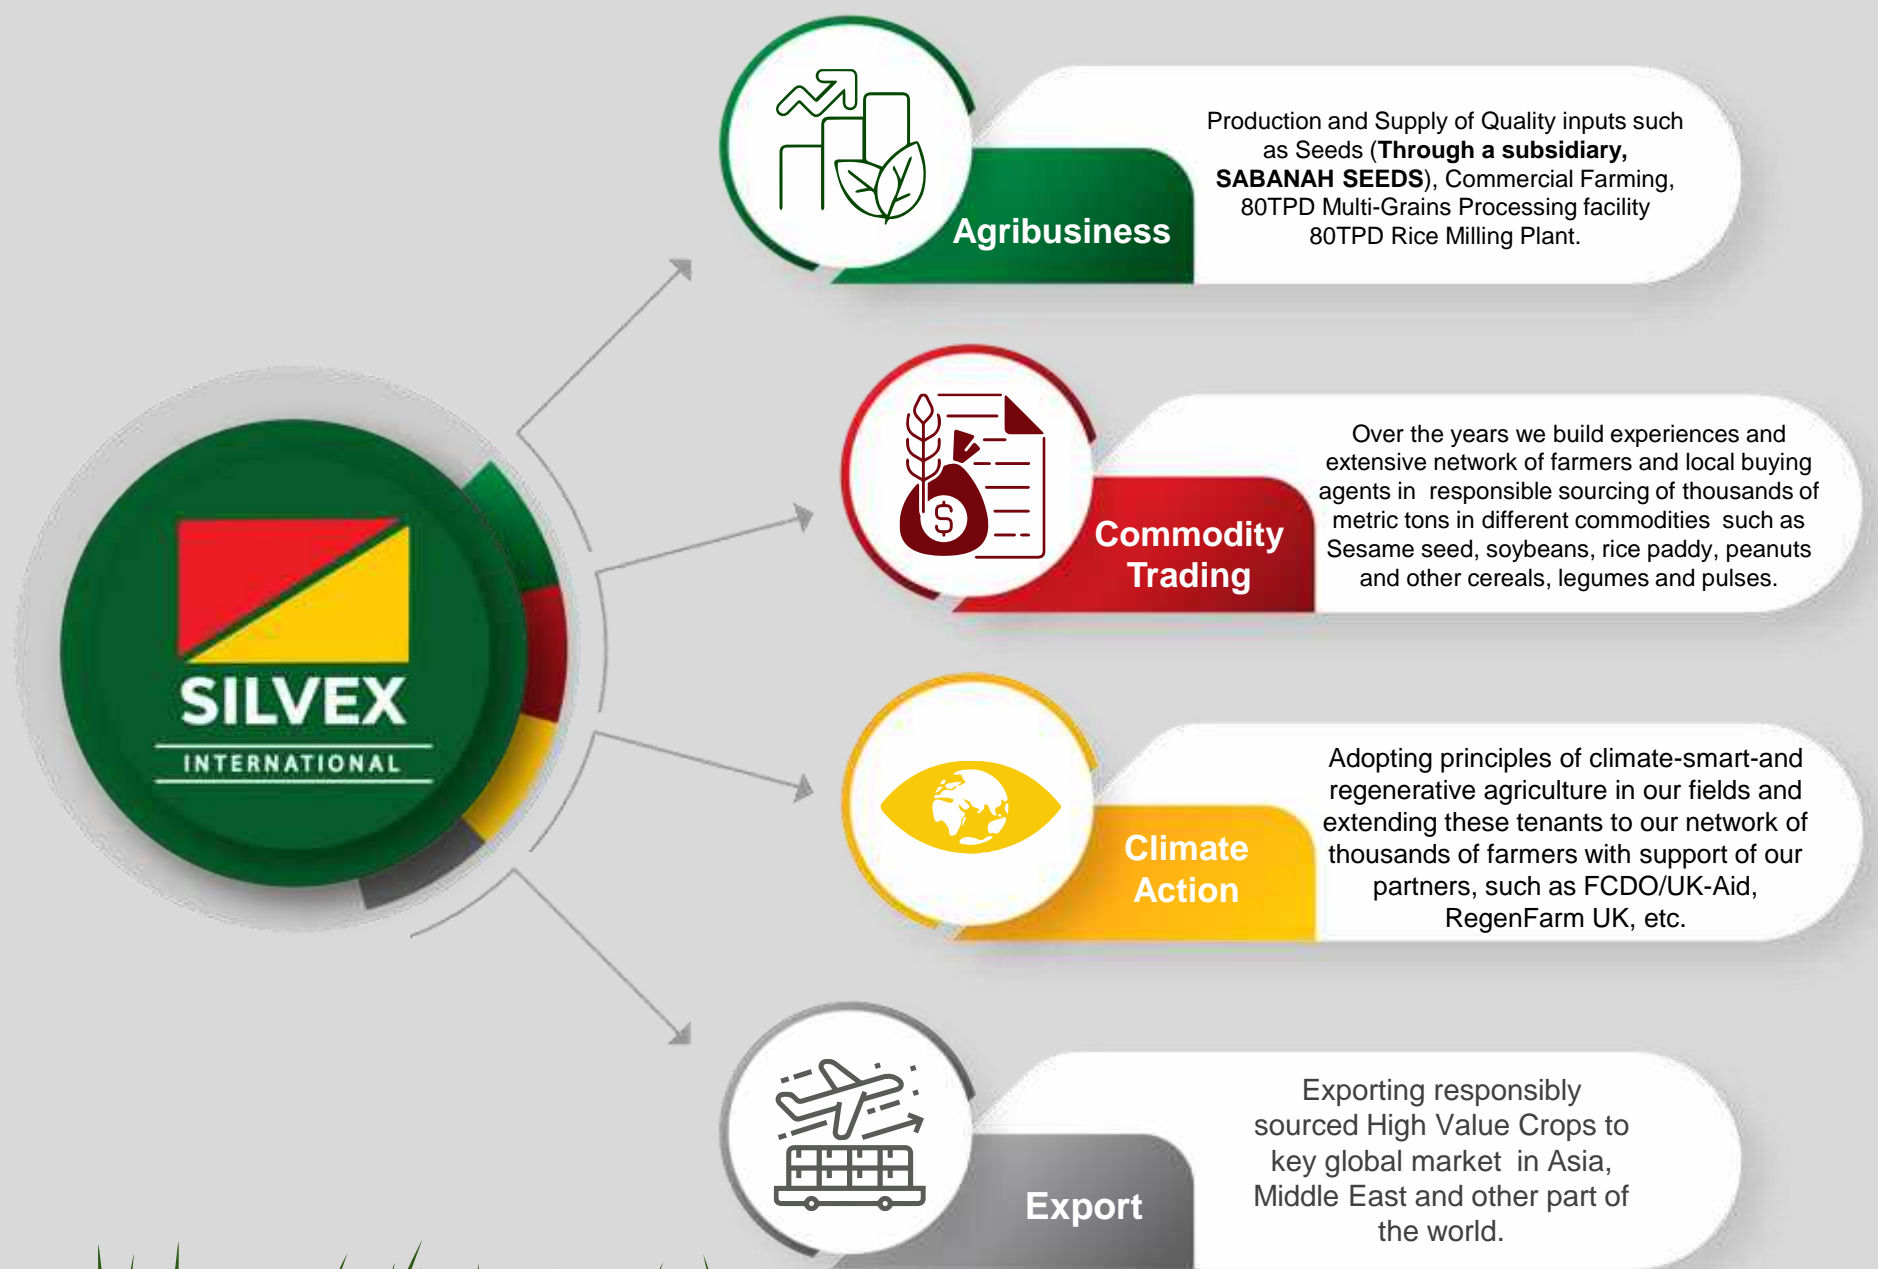 Production and Supply of Quality inputs such
as Seeds (Through a subsidiary,
SABANAH SEEDS), Commercial Farming,
80TPD Multi-Grains Processing facility
80TPD Rice Milling Plant.
Agribusiness
Over the years we build experiences and
extensive network of farmers and local buying
agents in responsible sourcing of thousands of
metric tons in different commodities such as
Sesame seed, soybeans, rice paddy, peanuts
and other cereals, legumes and pulses.
$
Commodity
Trading
SILVEX
INTERNATIONAL
Adopting principles of climate-smart-and
regenerative agriculture in our fields and
extending these tenants to our network of
thousands of farmers with support of our
partners, such as FCDO/UK-Aid,
RegenFarm UK, etc.
Climate
Action
Exporting responsibly
sourced High Value Crops to
key global market in Asia,
Middle East and other part of
the world.
Export